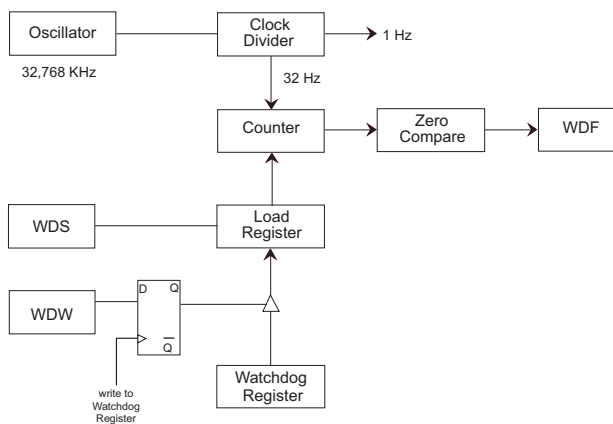 Oscillator
Clock
Divider
1 Hz
32,768 KHz
32 Hz
Counter
Zero
Compare
WDF
WDS
Load
Register
WDW
D
Q
Q
Watchdog
Register
write to
Watchdog
Register